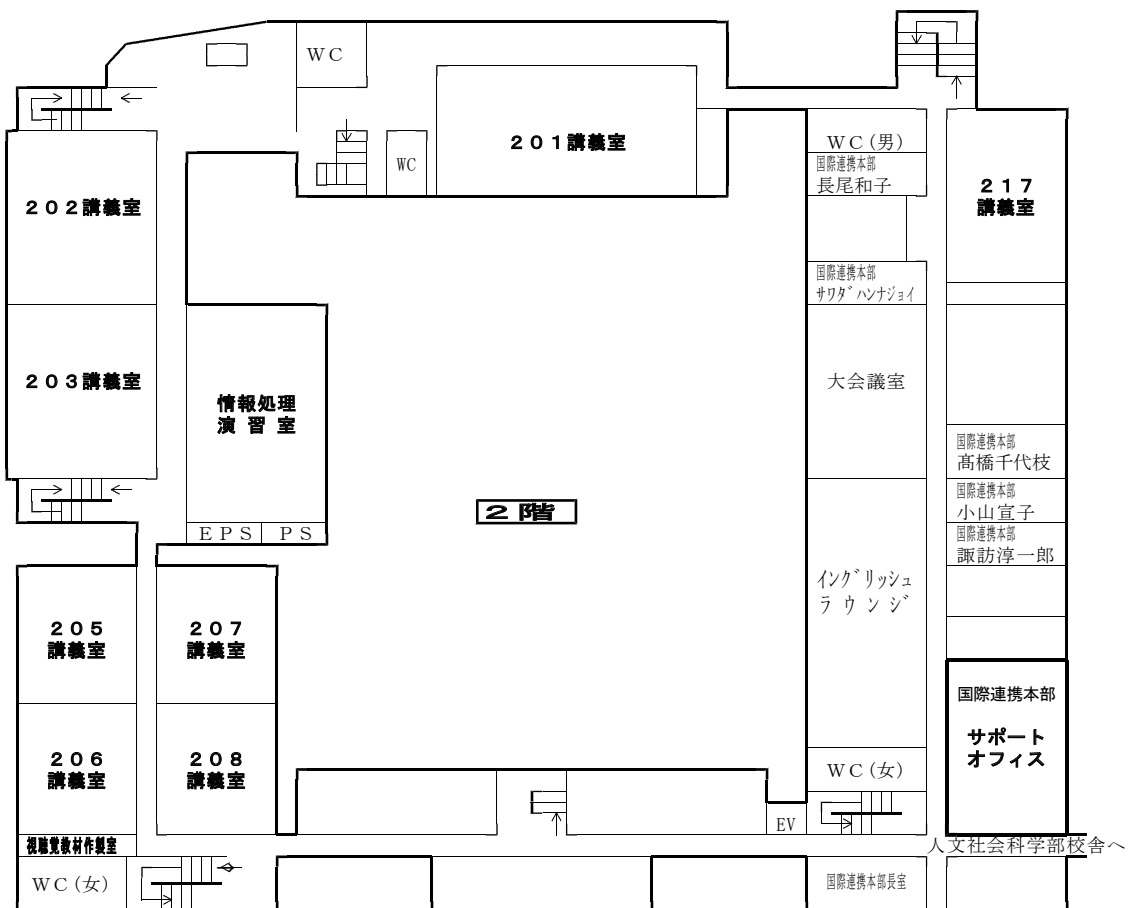 ＷＣ
２０１講義室
ＷＣ（男）
国際連携本部
長尾和子
WC
２１７
講義室
２０２講義室
国際連携本部
ｻﾜﾀﾞﾊﾝﾅｼﾞｮｲ
２０３講義室
情報処理
演習室
大会議室
国際連携本部
髙橋千代枝
国際連携本部
小山宣子
２階
ＥＰＳ
ＰＳ
国際連携本部
諏訪淳一郎
ｲﾝｸﾞﾘｯｼｭ
ﾗｳﾝｼﾞ
２０５
講義室
２０７
講義室
国際連携本部
サポート
オフィス
２０６
講義室
２０８
講義室
ＷＣ（女）
EV
視聴覚教材作製室
人文社会科学部校舎へ
ＷＣ（女）
国際連携本部長室